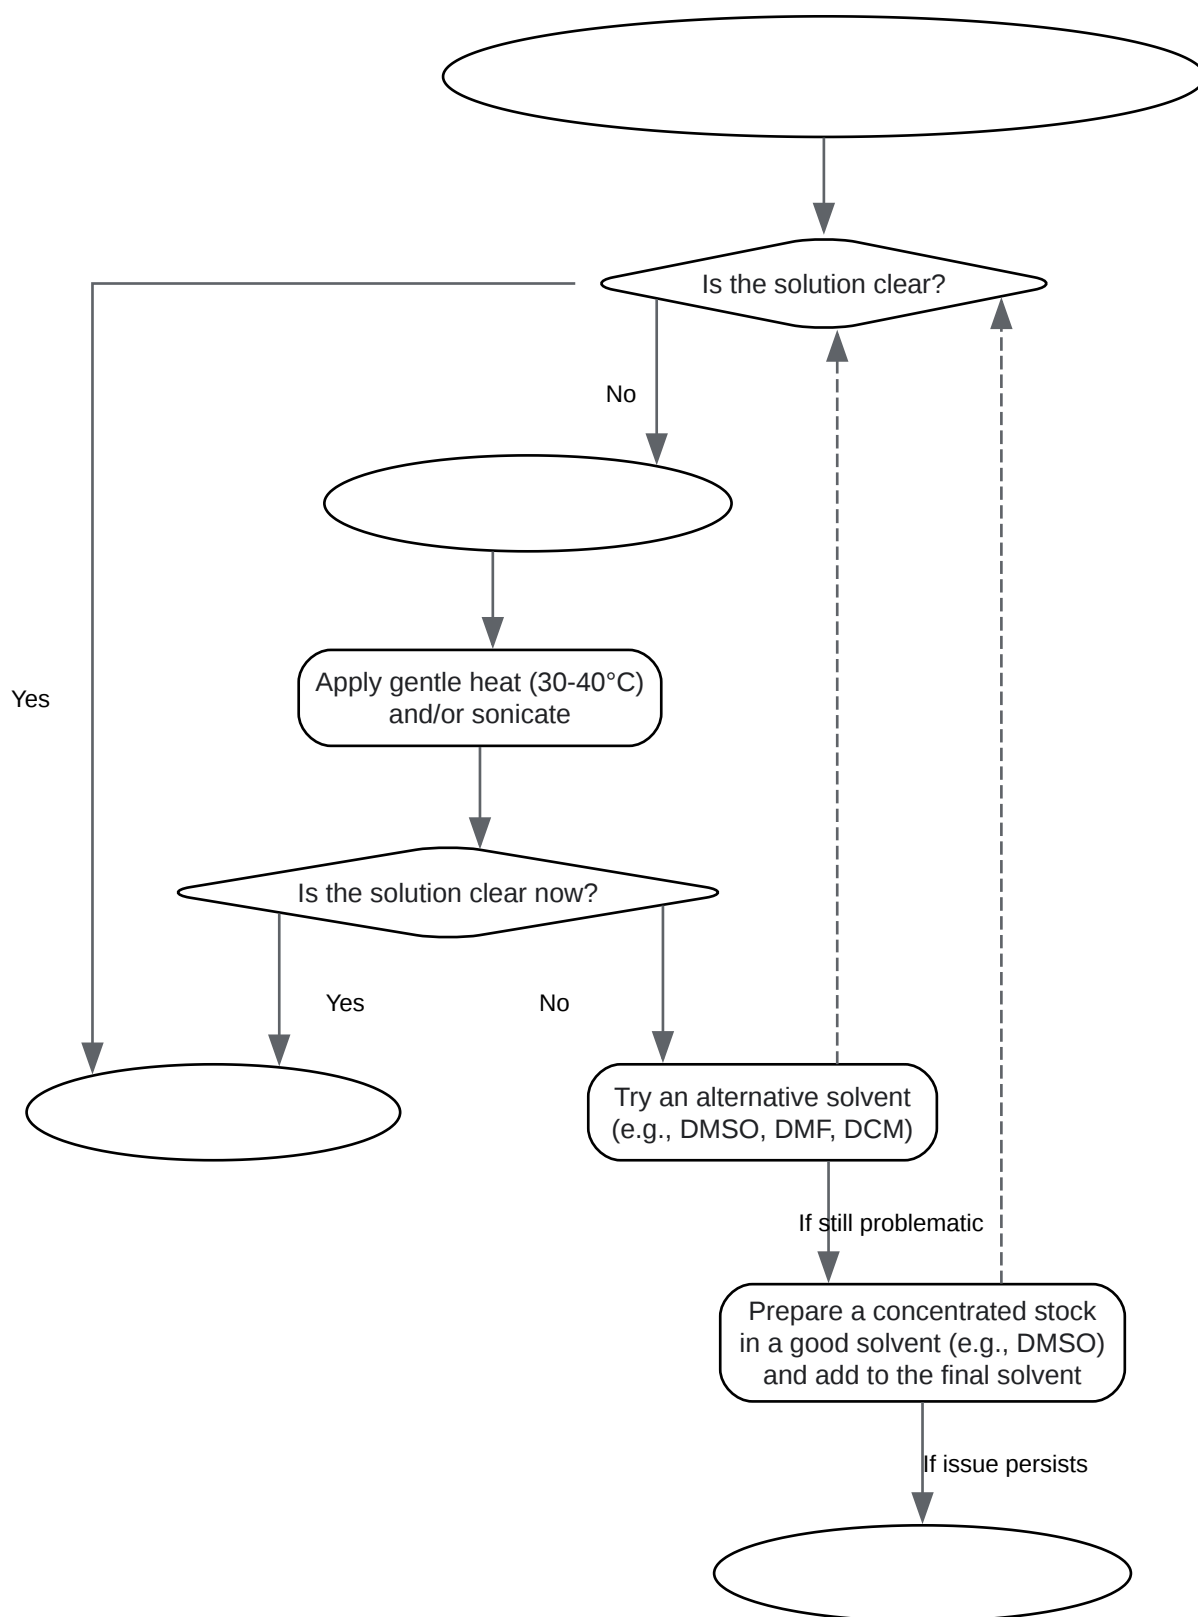 Is the solution clear?
No
Yes
Apply gentle heat (30-40°C)
and/or sonicate
Is the solution clear now?
Yes
No
Try an alternative solvent
(e.g., DMSO, DMF, DCM)
If still problematic
Prepare a concentrated stock
in a good solvent (e.g., DMSO)
and add to the final solvent
If issue persists